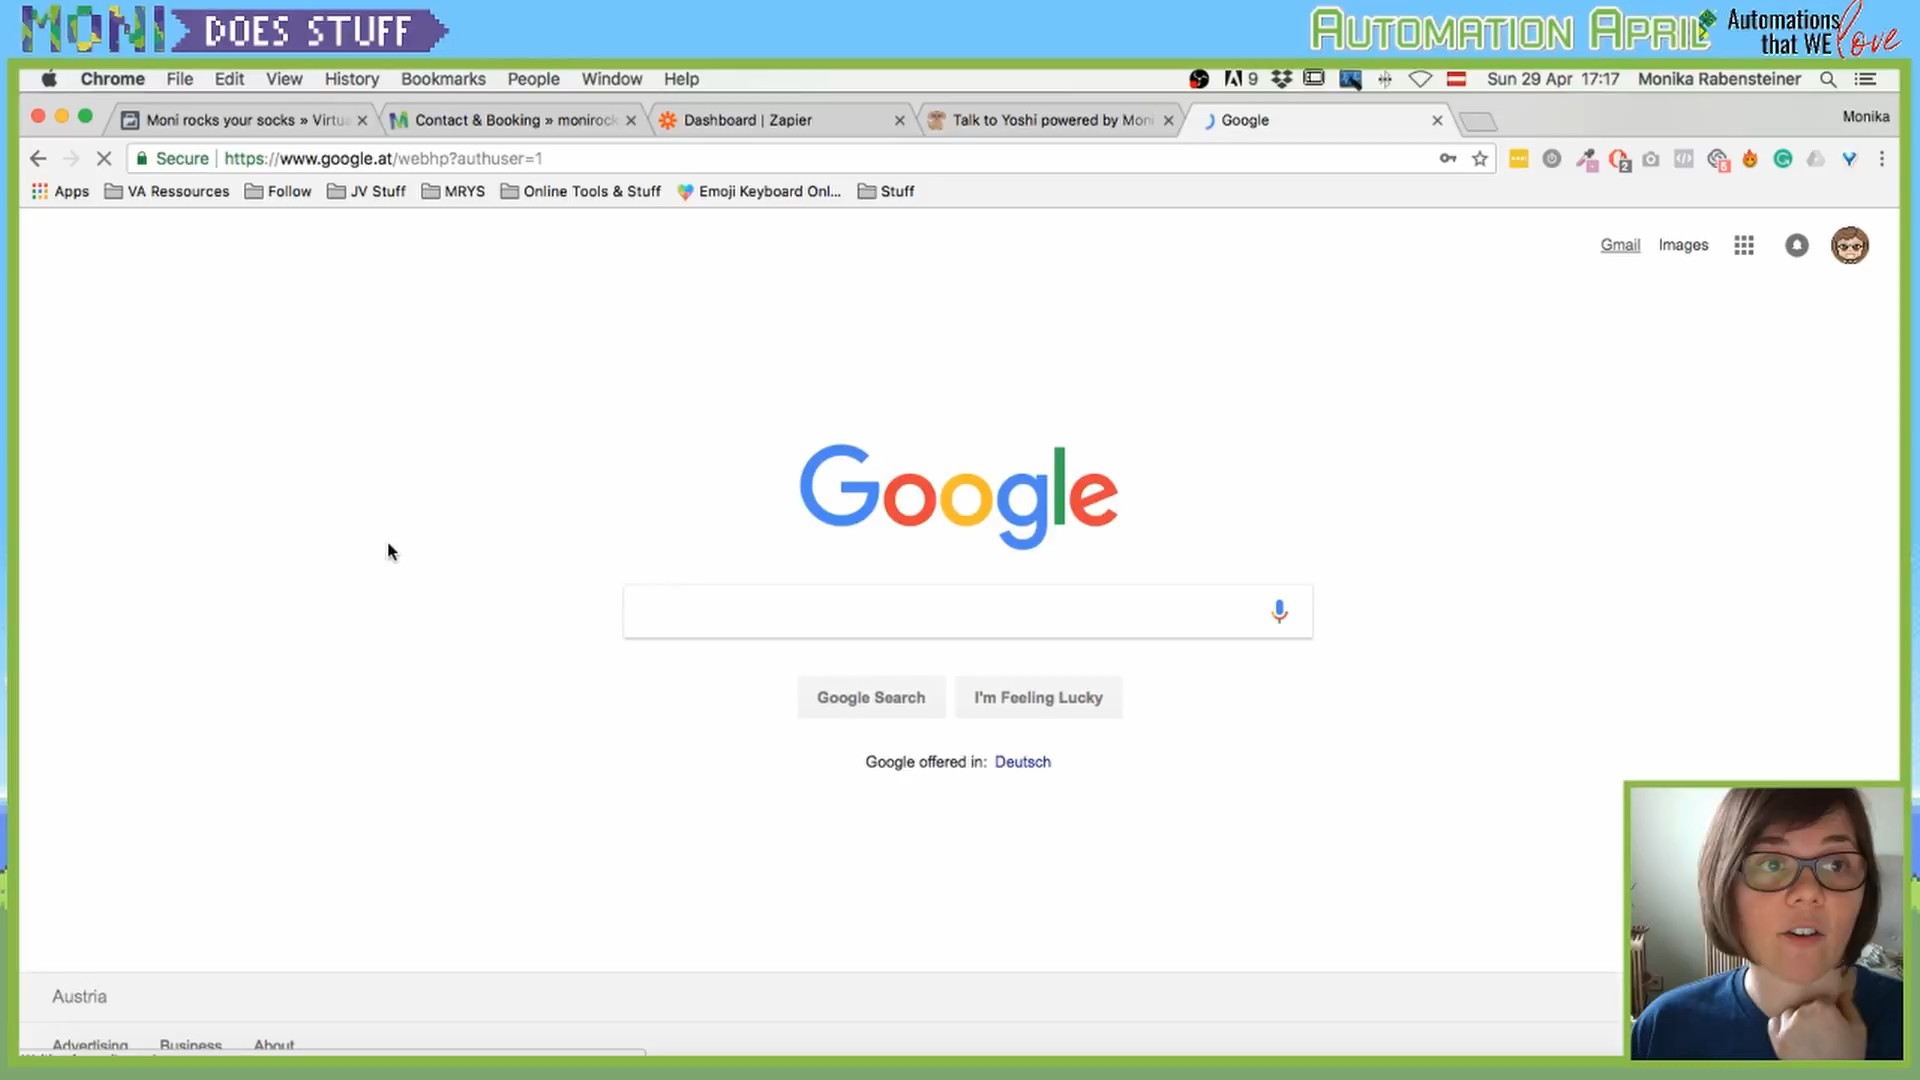 MONI DOES STUFF
AUTOMATION APRIL
Automations
that WE love
Chrome File Edit View History Bookmarks People Window Help
9 Sun 29 Apr 17:17 Monika Rabensteiner
Moni rocks your socks » Virtua
Contact & Booking » monirock
Dashboard | Zapier
Talk to Yoshi powered by Moni
Google
Monika
Secure https://www.google.at/webhp?authuser=1
Apps VA Ressources Follow JV Stuff MRYS Online Tools & Stuff Emoji Keyboard Onl... Stuff
Gmail Images
Google
Google Search I'm Feeling Lucky
Google offered in: Deutsch
Austria
Advertising Business About